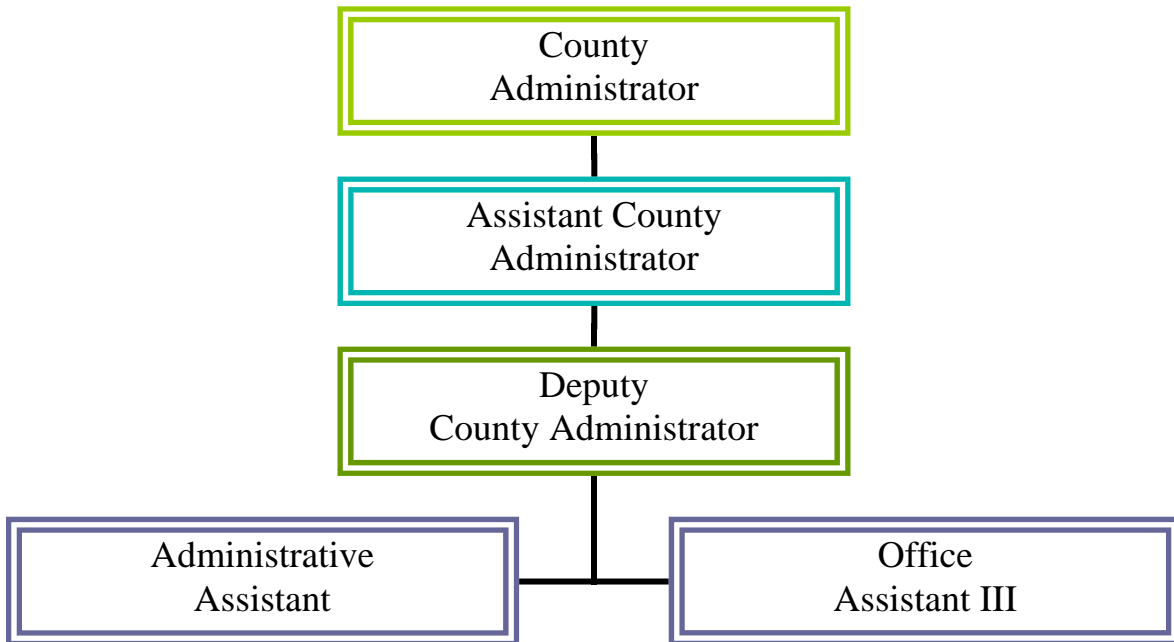 County
Administrator
Assistant County
Administrator
Deputy
County Administrator
Administrative
Assistant
Office
Assistant III